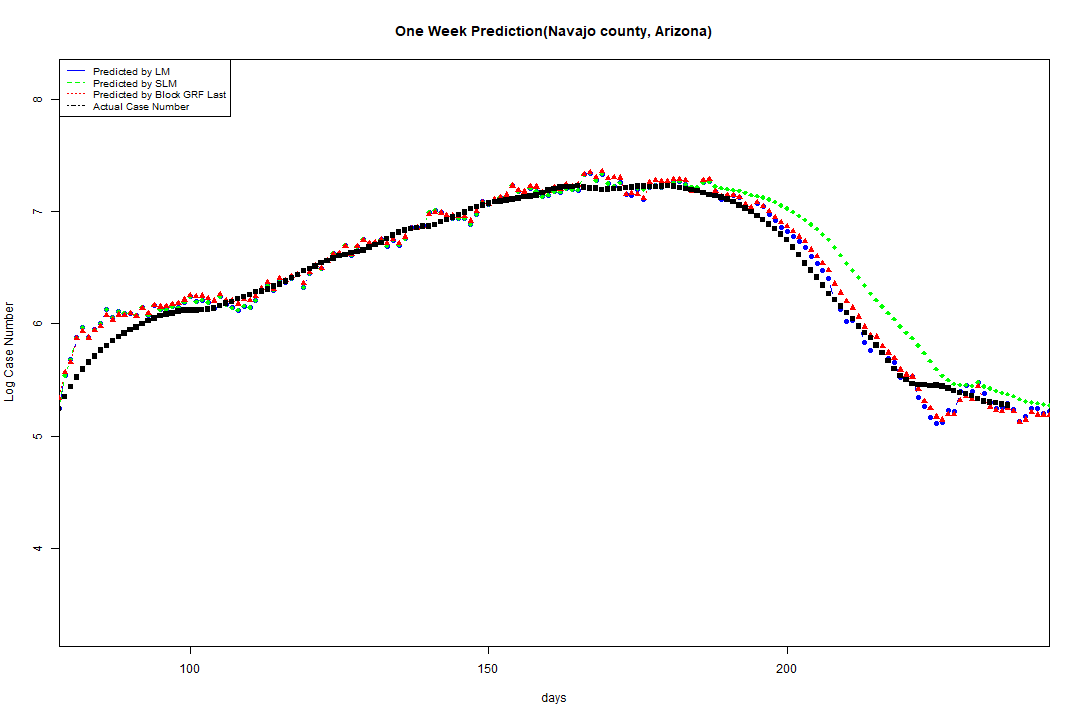 One Week Prediction(Navajo county, Arizona)
Predicted by LM
Predicted by SLM
Predicted by Block GRF Last
Actual Case Number
8
7
6
5
4
Log Case Number
100 150 200
days